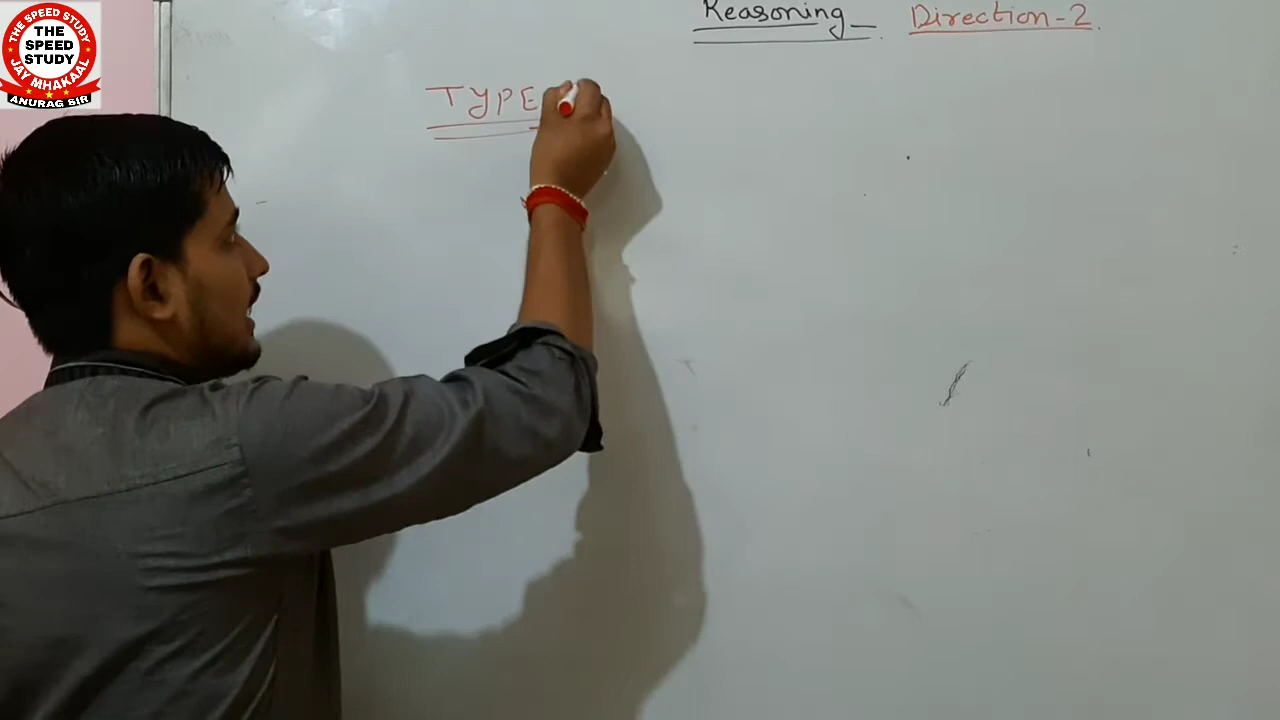 THE SPEED STUDY
THE
SPEED
STUDY
JAY MHAKAAL
ANURAG SIR
Reasoning - Direction-2
TYPE